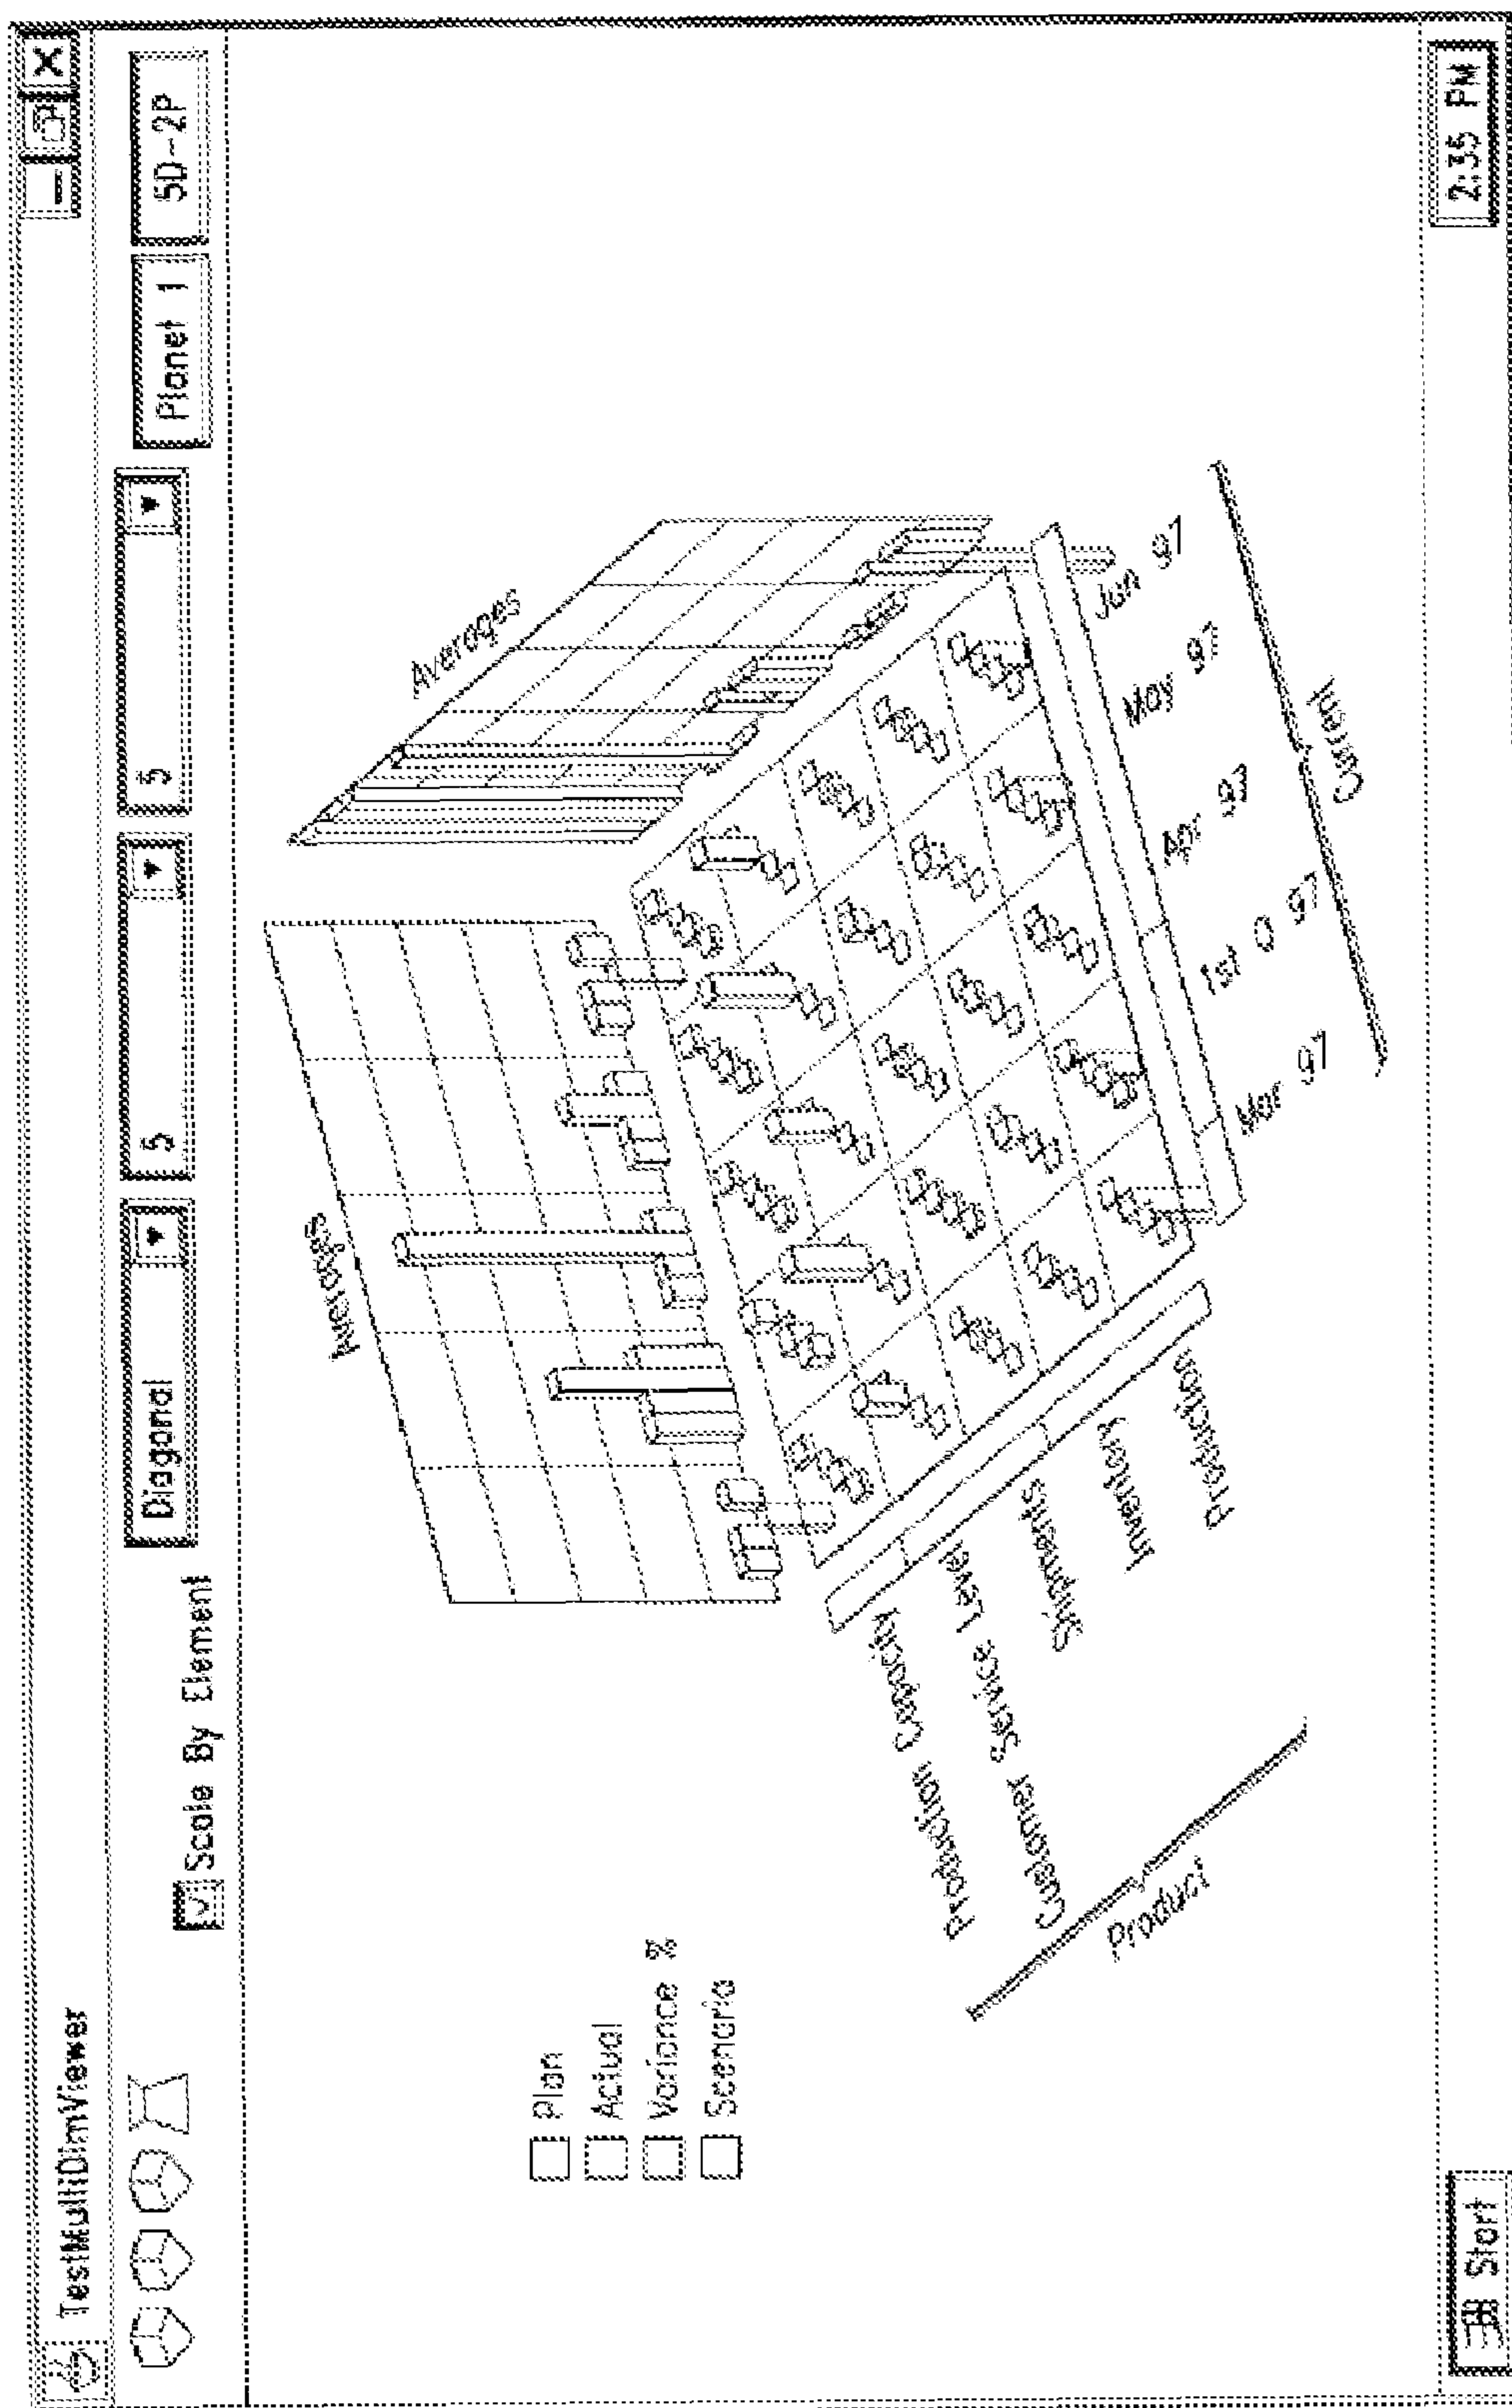 TestMultiDimViewer
Scale By Element
Diagonal
5
5
Planet 1
5D-2P
Plan
Actual
Variance %
Scenario
Averages
Averages
Production Capacity
Customer Service Level
Shipments
Inventory
Production
Product
Mar 97
1st Q 97
Apr 97
May 97
Jun 97
Current
Start
2:35 PM